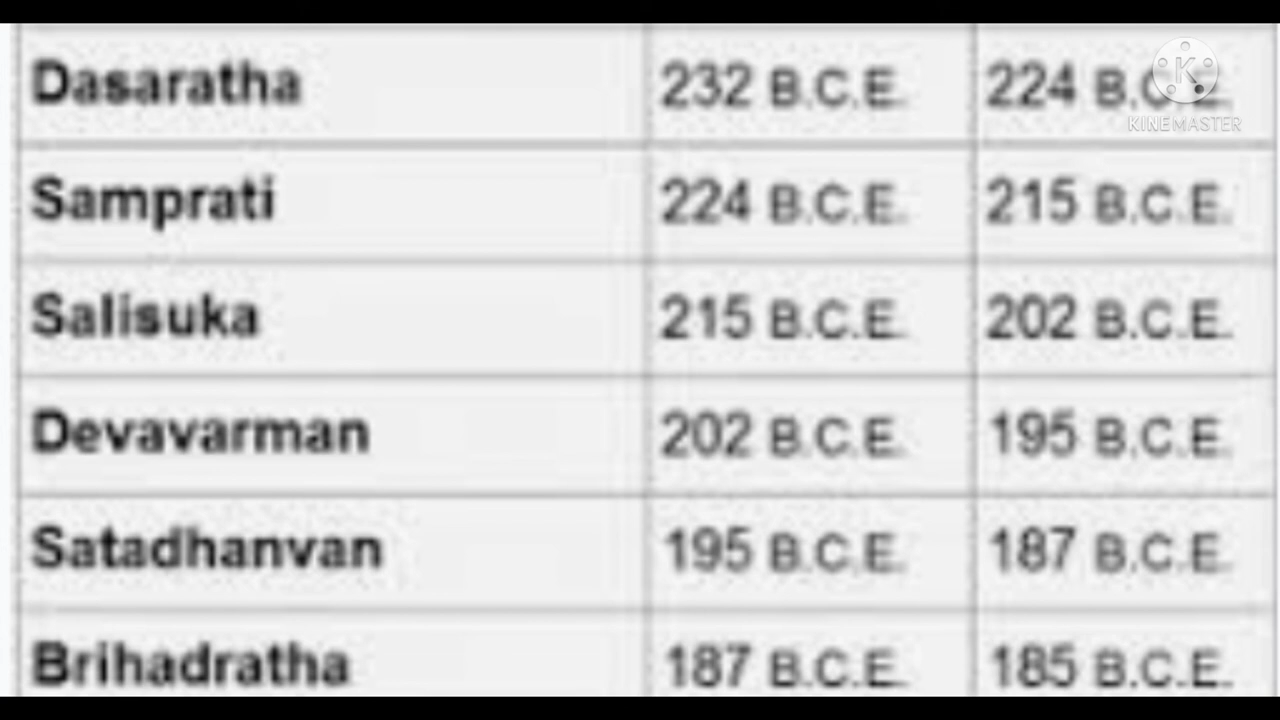 Dasaratha 232 B.C.E. 224 B.C.E.
KINEMASTER
Samprati 224 B.C.E. 215 B.C.E.
Salisuka 215 B.C.E. 202 B.C.E.
Devavarman 202 B.C.E. 195 B.C.E.
Satadhanvan 195 B.C.E. 187 B.C.E.
Brihadratha 187 B.C.E. 185 B.C.E.